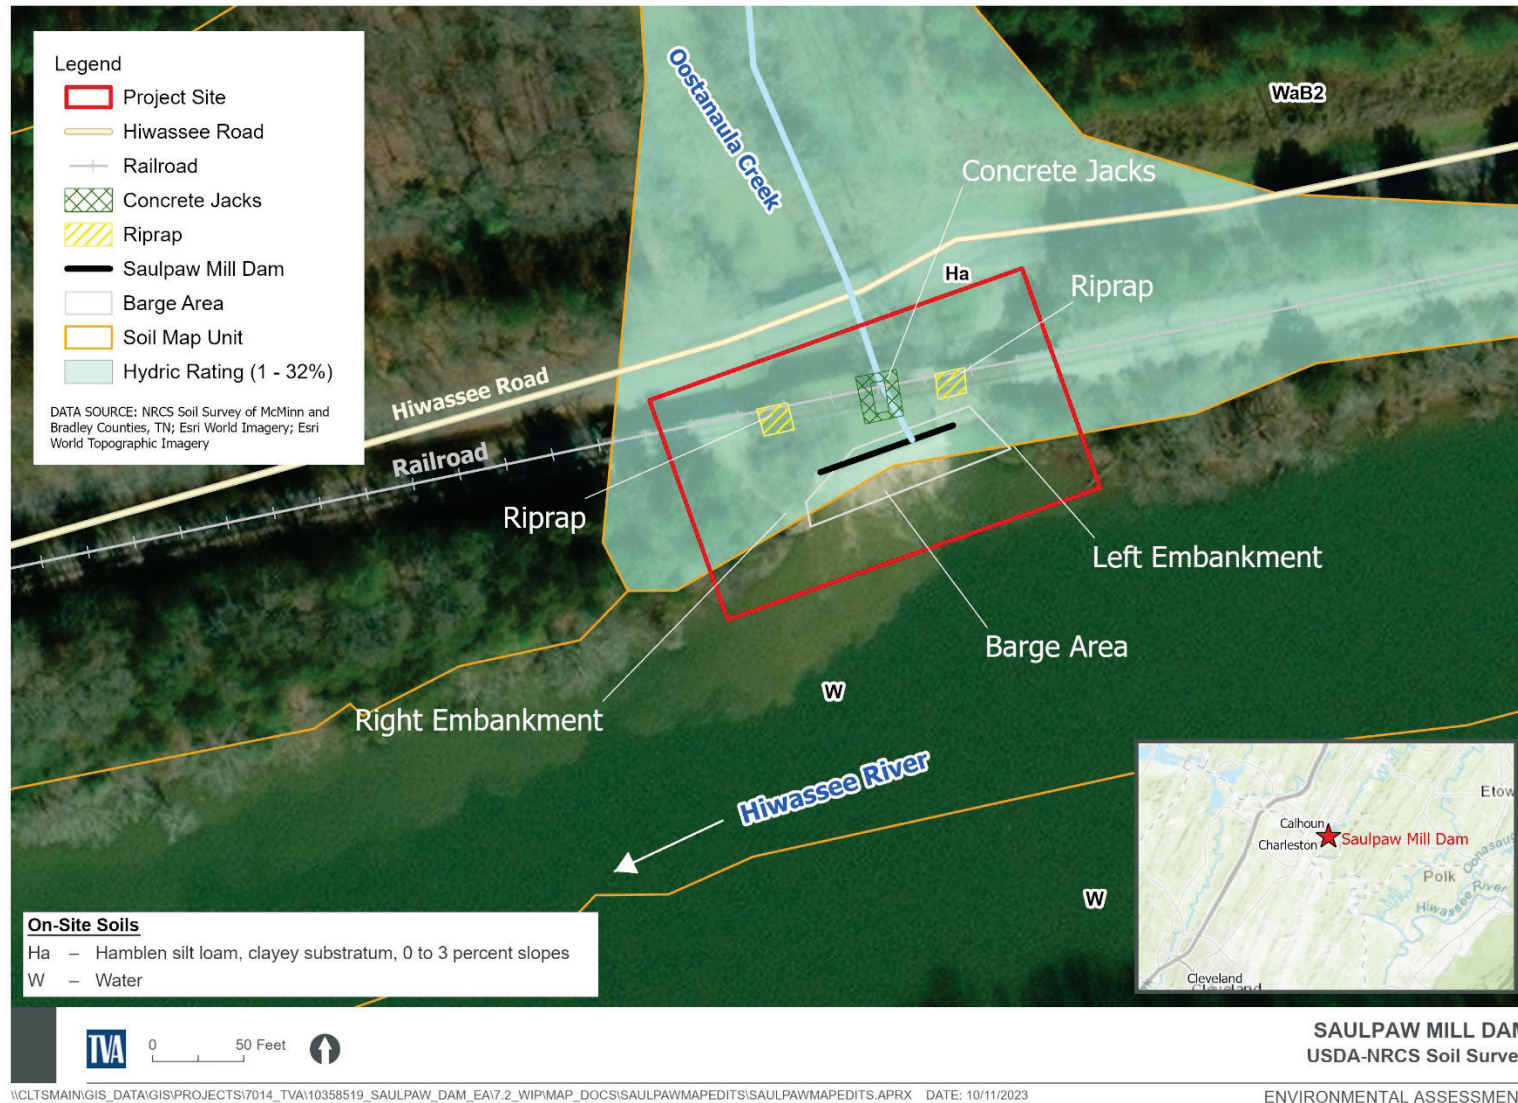 Legend
Project Site
Hiwassee Road
Railroad
Concrete Jacks
Riprap
Saulpaw Mill Dam
Barge Area
Soil Map Unit
Hydric Rating (1 - 32%)
DATA SOURCE: NRCS Soil Survey of McMinn and
Bradley Counties, TN; Esri World Imagery; Esri
World Topographic Imagery
Oostanaula Creek
WaB2
Concrete Jacks
Ha
Riprap
Hiwassee Road
Railroad
Riprap
Left Embankment
Barge Area
Right Embankment
W
Hiwassee River
W
On-Site Soils
Ha – Hamblen silt loam, clayey substratum, 0 to 3 percent slopes
W – Water
Etow
Calhoun
Charleston
Saulpaw Mill Dam
Conasaug
Polk
Hiwassee River
Cleveland
Cleveland
TVA
0 50 Feet
SAULPAW MILL DAM
USDA-NRCS Soil Surve
\\CLTSMAIN\GIS_DATA\GIS\PROJECTS\7014_TVA\10358519_SAULPAW_DAM_EA\7.2_WIP\MAP_DOCS\SAULPAWMAPEDITS\SAULPAWMAPEDITS.APRX DATE: 10/11/2023
ENVIRONMENTAL ASSESSMEN